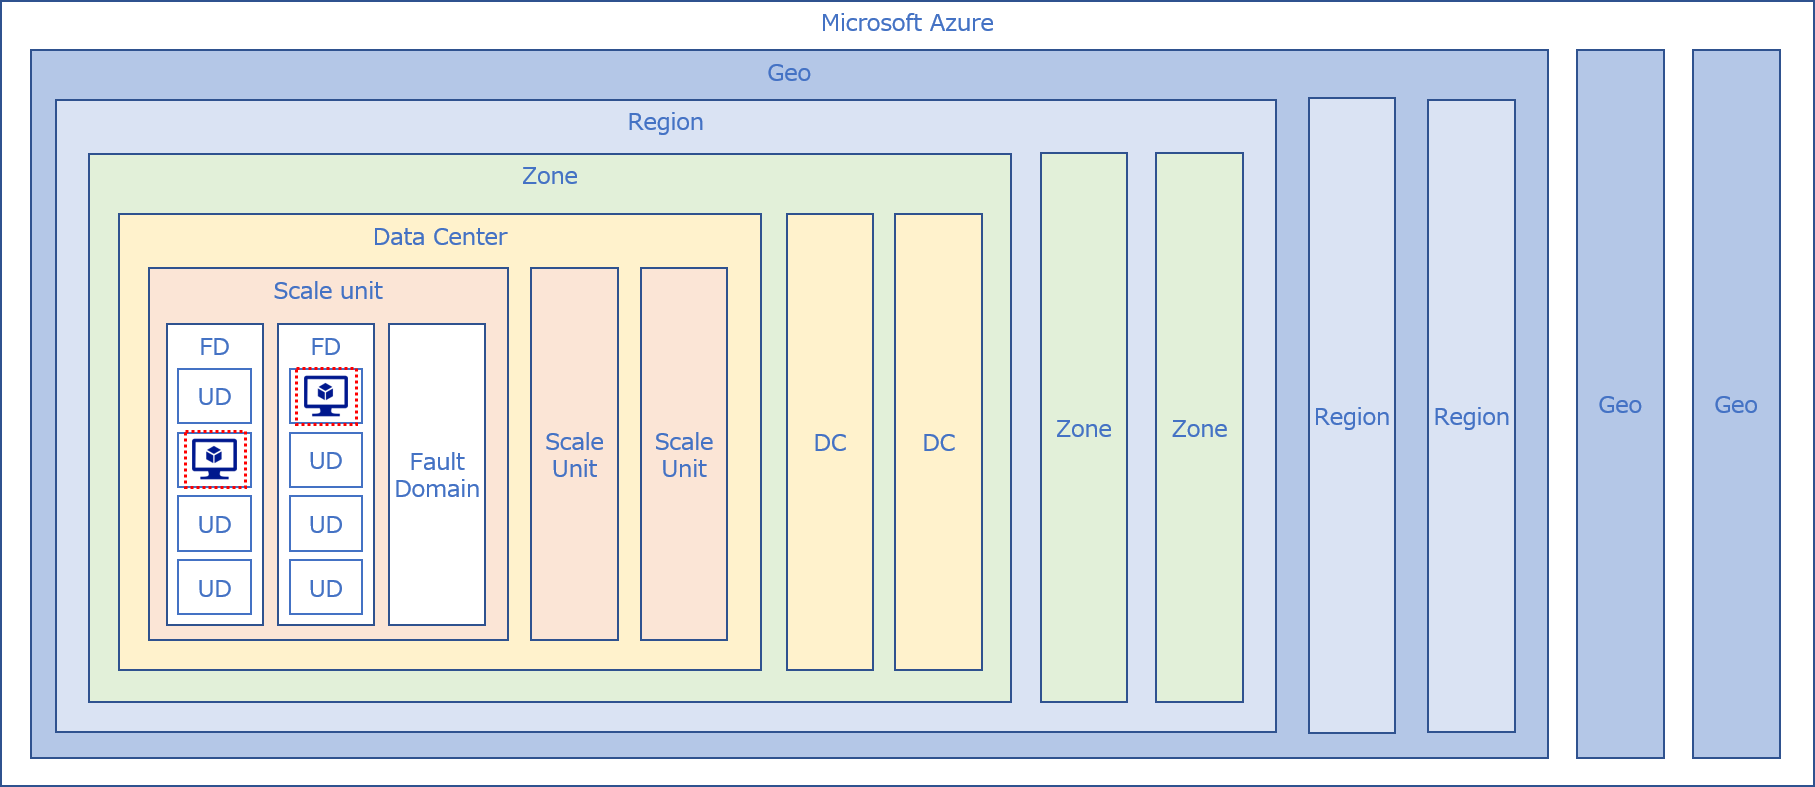 Microsoft Azure
Geo
Region
Zone
Data Center
Scale unit
FD
UD
UD
UD
FD
UD
UD
UD
Fault
Domain
Scale
Unit
Scale
Unit
DC
DC
Zone
Zone
Region
Region
Geo
Geo